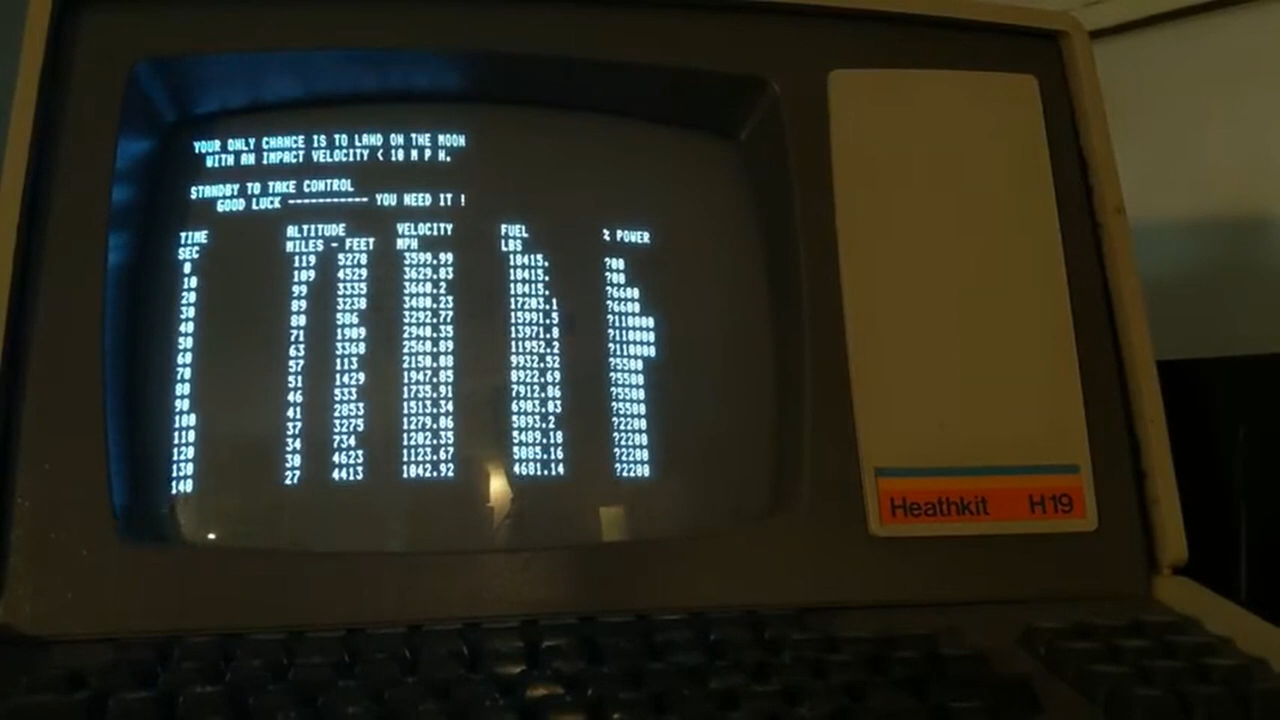 YOUR ONLY CHANCE IS TO LAND ON THE MOON
WITH AN IMPACT VELOCITY < 10 M P H.
STANDBY TO TAKE CONTROL
GOOD LUCK ----------- YOU NEED IT !
TIME ALTITUDE VELOCITY FUEL % POWER
SEC MILES - FEET MPH LBS
0 119 5278 3599.99 18415. ?00
10 109 4529 3629.83 18415. ?00
20 99 3335 3660.2 18415. ?6600
30 89 3238 3480.23 17203.1 ?6600
40 80 586 3292.77 15991.5 ?110000
50 71 1909 2940.35 13971.8 ?110000
60 63 3360 2560.89 11952.2 ?110000
70 57 113 2150.08 9932.52 ?5500
80 51 1429 1947.85 8922.69 ?5500
90 46 533 1735.91 7912.86 ?5500
100 41 2853 1513.34 6903.03 ?5500
110 37 3275 1279.06 5893.2 ?2200
120 34 734 1202.35 5489.18 ?2200
130 30 4623 1123.67 5085.16 ?2200
140 27 4413 1042.92 4681.14 ?2200
Heathkit H19